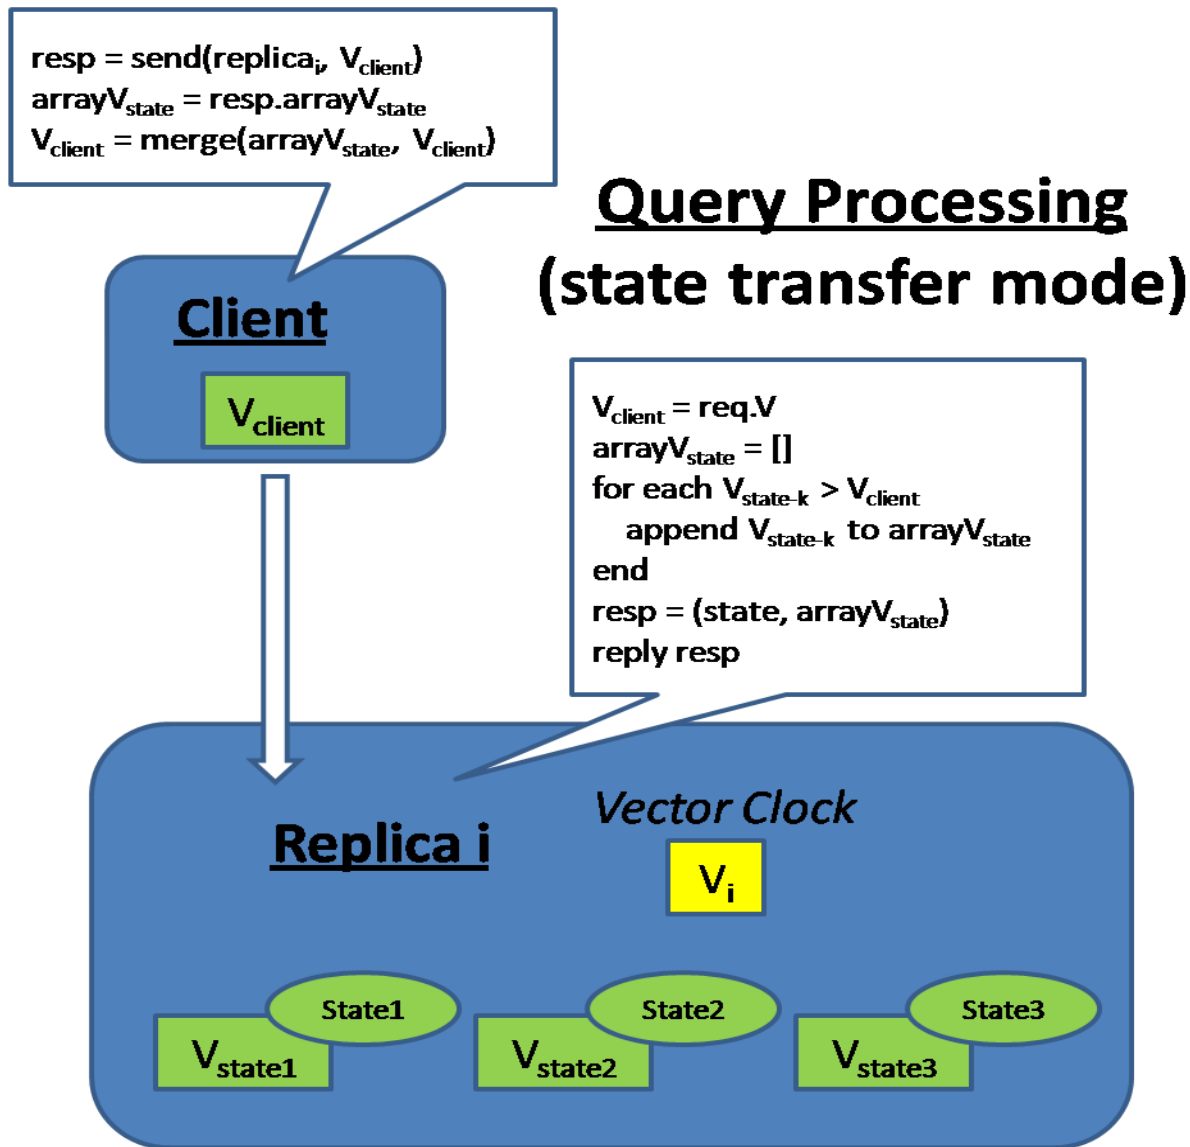 resp = send(replicai, Vclient)
arrayVstate = resp.arrayVstate
Vclient = merge(arrayVstate, Vclient)
Query Processing
(state transfer mode)
Client
Vclient
Vclient = req.V
arrayVstate = []
for each Vstate-k > Vclient
append Vstate-k to arrayVstate
end
resp = (state, arrayVstate)
reply resp
Vector Clock
Replica i
Vi
State1
State2
State3
Vstate1
Vstate2
Vstate3